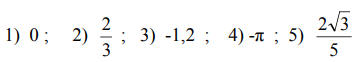 1) 0 ; 2) 2/3 ; 3) -1,2 ; 4) -π ; 5) 2√3/5